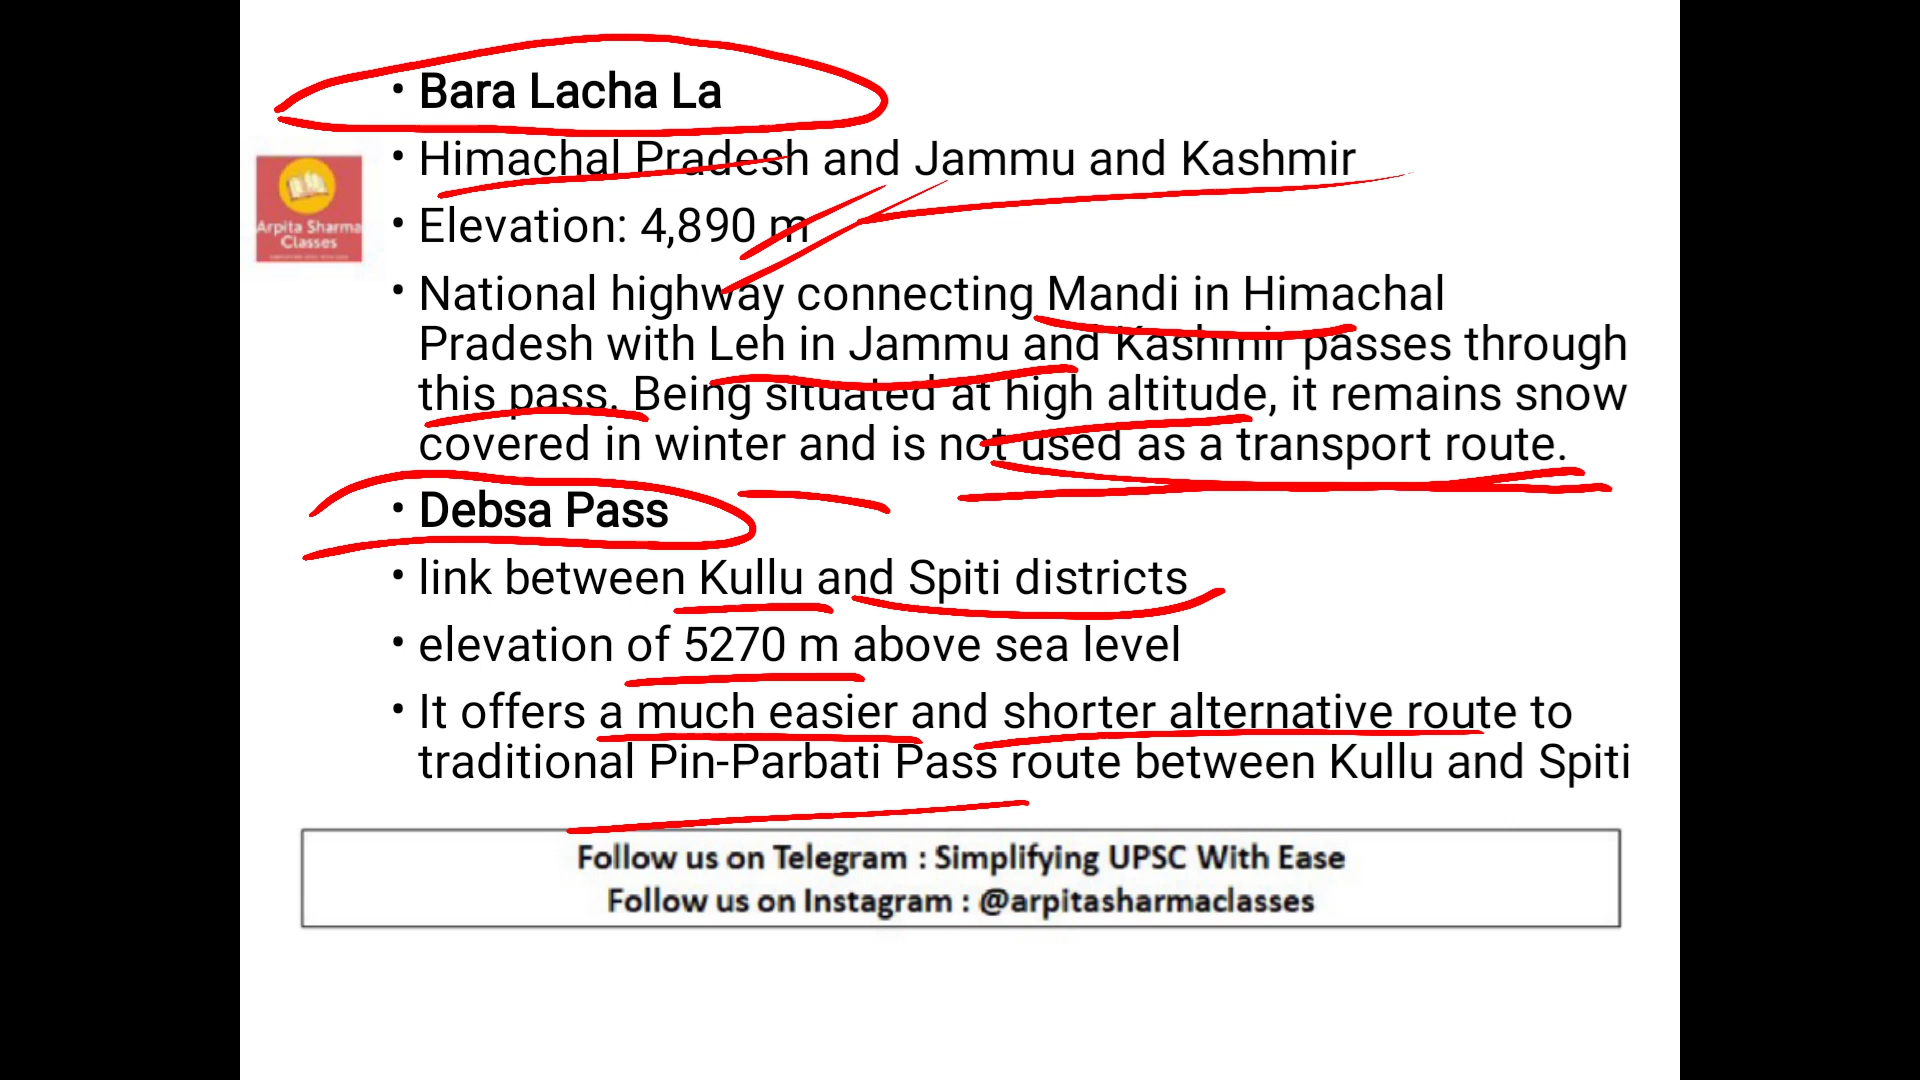 • Bara Lacha La
• Himachal Pradesh and Jammu and Kashmir
Arpita Sharma
Classes
• Elevation: 4,890 m
• National highway connecting Mandi in Himachal
Pradesh with Leh in Jammu and Kashmir passes through
this pass. Being situated at high altitude, it remains snow
covered in winter and is not used as a transport route.
• Debsa Pass
• link between Kullu and Spiti districts
• elevation of 5270 m above sea level
• It offers a much easier and shorter alternative route to
traditional Pin-Parbati Pass route between Kullu and Spiti
Follow us on Telegram : Simplifying UPSC With Ease
Follow us on Instagram : @arpitasharmaclasses